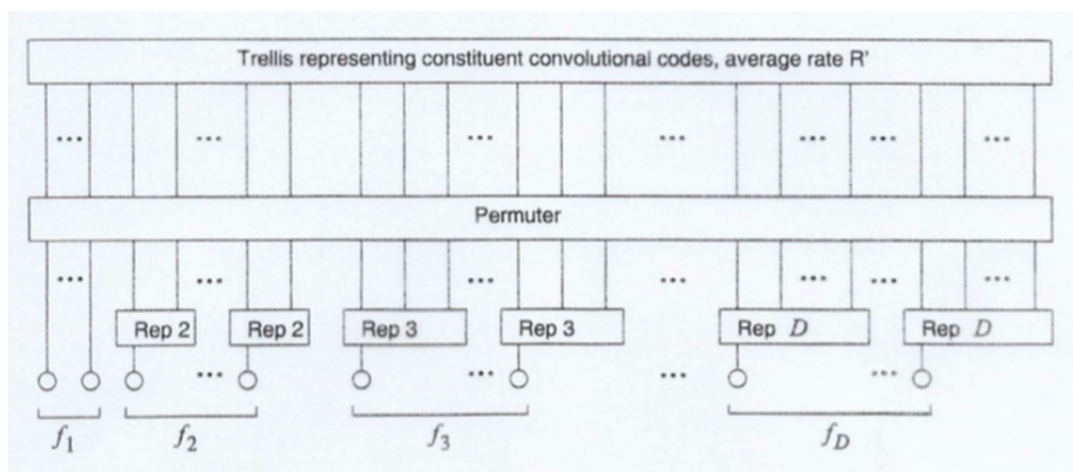 Trellis representing constituent convolutional codes, average rate R'
... ... ... ... ... ... ...
Permuter
... ... ... ... ... ... ...
Rep 2 Rep 2 Rep 3 Rep 3 Rep D Rep D
... ... ... ...
f1 f2 f3 fD